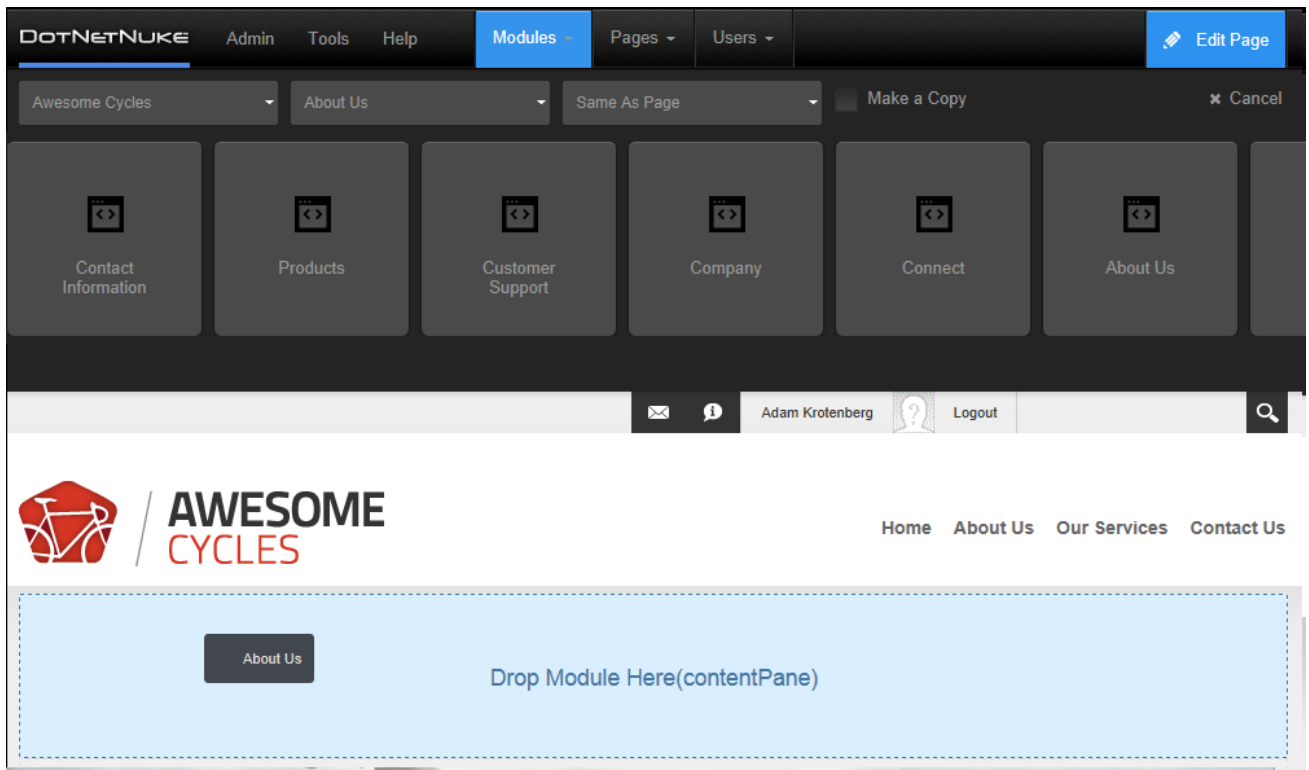 DOTNETNUKE Admin Tools Help Modules Pages Users Edit Page
Awesome Cycles About Us Same As Page Make a Copy Cancel
Contact
Information
Products
Customer
Support
Company
Connect
About Us
Adam Krotenberg Logout
AWESOME
CYCLES
Home About Us Our Services Contact Us
About Us
Drop Module Here(contentPane)